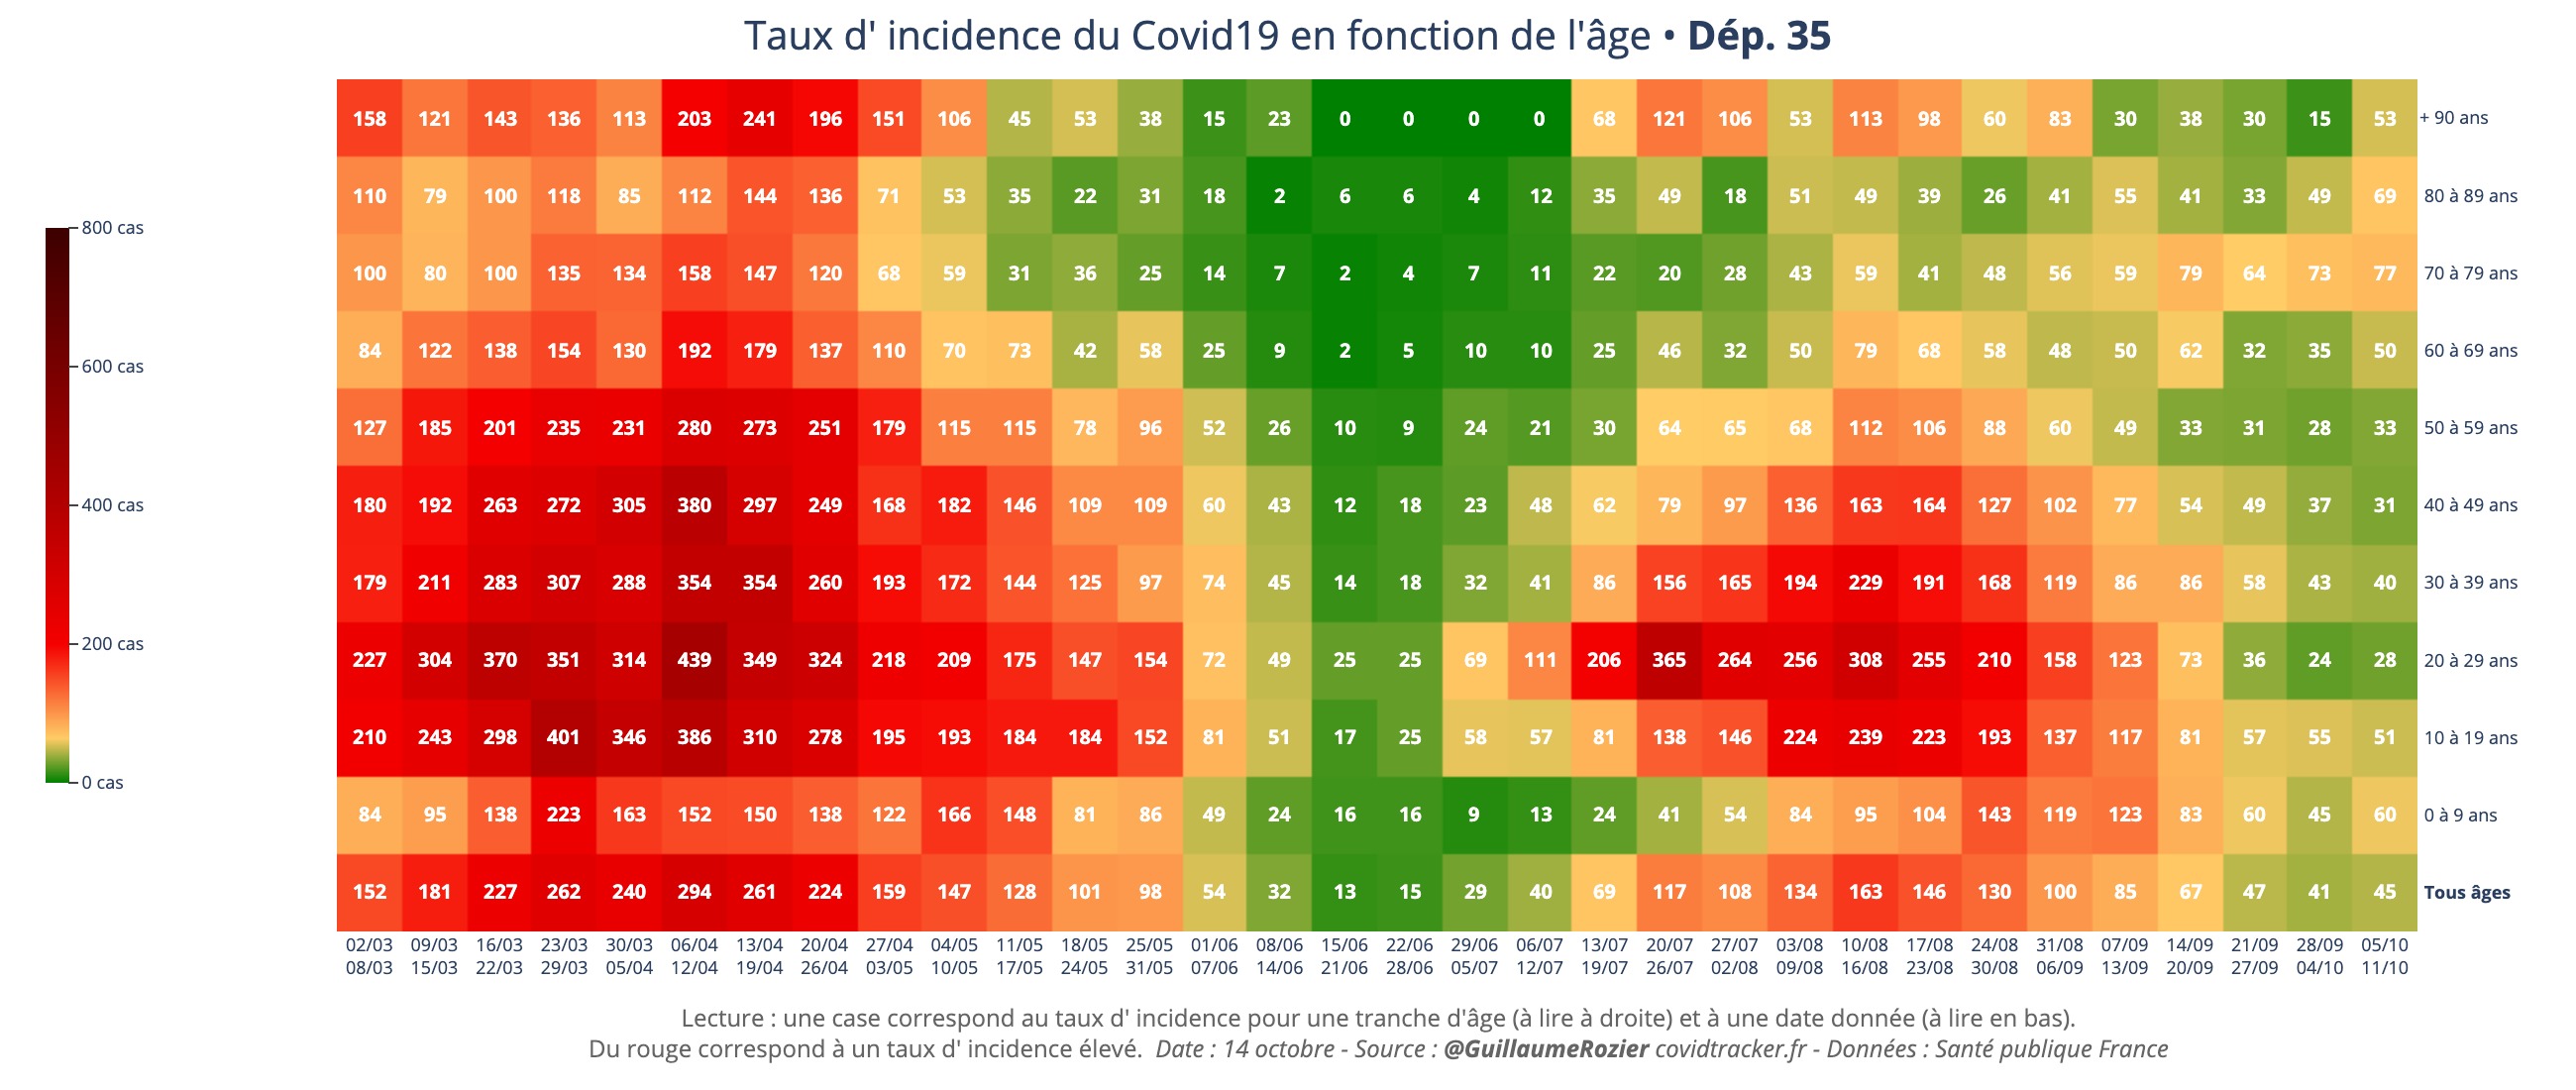 Taux d' incidence du Covid19 en fonction de l'âge • Dép. 35
800 cas
600 cas
400 cas
200 cas
0 cas
158 121 143 136 113 203 241 196 151 106 45 53 38 15 23 0 0 0 0 68 121 106 53 113 98 60 83 30 38 30 15 53 + 90 ans
110 79 100 118 85 112 144 136 71 53 35 22 31 18 2 6 6 4 12 35 49 18 51 49 39 26 41 55 41 33 49 69 80 à 89 ans
100 80 100 135 134 158 147 120 68 59 31 36 25 14 7 2 4 7 11 22 20 28 43 59 41 48 56 59 79 64 73 77 70 à 79 ans
84 122 138 154 130 192 179 137 110 70 73 42 58 25 9 2 5 10 10 25 46 32 50 79 68 58 48 50 62 32 35 50 60 à 69 ans
127 185 201 235 231 280 273 251 179 115 115 78 96 52 26 10 9 24 21 30 64 65 68 112 106 88 60 49 33 31 28 33 50 à 59 ans
180 192 263 272 305 380 297 249 168 182 146 109 109 60 43 12 18 23 48 62 79 97 136 163 164 127 102 77 54 49 37 31 40 à 49 ans
179 211 283 307 288 354 354 260 193 172 144 125 97 74 45 14 18 32 41 86 156 165 194 229 191 168 119 86 86 58 43 40 30 à 39 ans
227 304 370 351 314 439 349 324 218 209 175 147 154 72 49 25 25 69 111 206 365 264 256 308 255 210 158 123 73 36 24 28 20 à 29 ans
210 243 298 401 346 386 310 278 195 193 184 184 152 81 51 17 25 58 57 81 138 146 224 239 223 193 137 117 81 57 55 51 10 à 19 ans
84 95 138 223 163 152 150 138 122 166 148 81 86 49 24 16 16 9 13 24 41 54 84 95 104 143 119 123 83 60 45 60 0 à 9 ans
152 181 227 262 240 294 261 224 159 147 128 101 98 54 32 13 15 29 40 69 117 108 134 163 146 130 100 85 67 47 41 45 Tous âges
02/03 09/03 16/03 23/03 30/03 06/04 13/04 20/04 27/04 04/05 11/05 18/05 25/05 01/06 08/06 15/06 22/06 29/06 06/07 13/07 20/07 27/07 03/08 10/08 17/08 24/08 31/08 07/09 14/09 21/09 28/09 05/10
08/03 15/03 22/03 29/03 05/04 12/04 19/04 26/04 03/05 10/05 17/05 24/05 31/05 07/06 14/06 21/06 28/06 05/07 12/07 19/07 26/07 02/08 09/08 16/08 23/08 30/08 06/09 13/09 20/09 27/09 04/10 11/10
Lecture : une case correspond au taux d' incidence pour une tranche d'âge (à lire à droite) et à une date donnée (à lire en bas).
Du rouge correspond à un taux d' incidence élevé. Date : 14 octobre - Source : @GuillaumeRozier covidtracker.fr - Données : Santé publique France